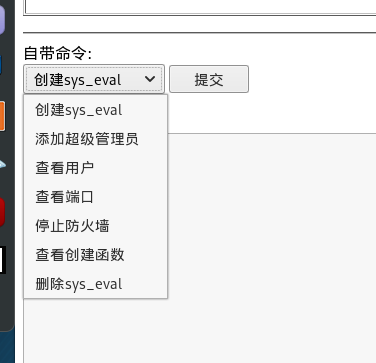 自带命令:
创建sys_eval 提交
创建sys_eval
添加超级管理员
查看用户
查看端口
停止防火墙
查看创建函数
删除sys_eval